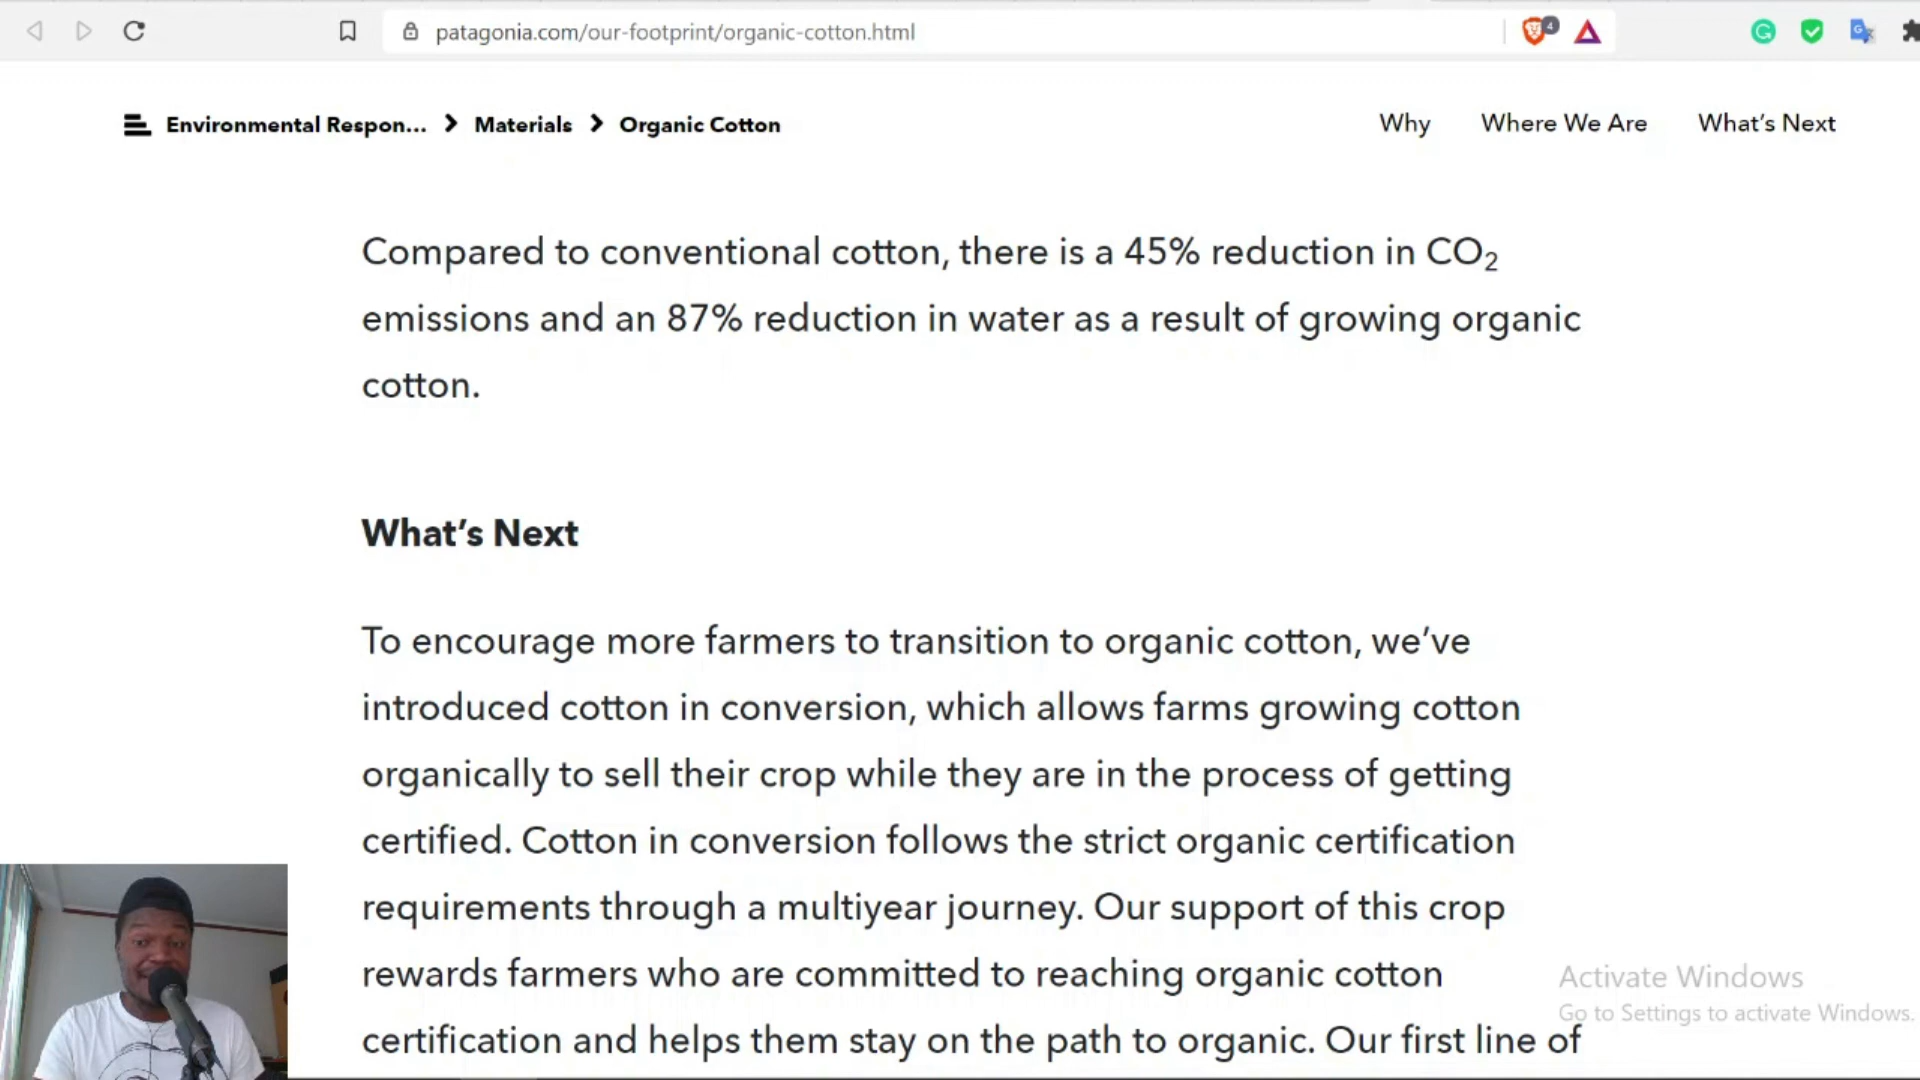 patagonia.com/our-footprint/organic-cotton.html
4
Environmental Respon... > Materials > Organic Cotton
Why Where We Are What's Next
Compared to conventional cotton, there is a 45% reduction in CO₂
emissions and an 87% reduction in water as a result of growing organic
cotton.
What's Next
To encourage more farmers to transition to organic cotton, we've
introduced cotton in conversion, which allows farms growing cotton
organically to sell their crop while they are in the process of getting
certified. Cotton in conversion follows the strict organic certification
requirements through a multiyear journey. Our support of this crop
rewards farmers who are committed to reaching organic cotton
certification and helps them stay on the path to organic. Our first line of
Activate Windows
Go to Settings to activate Windows.